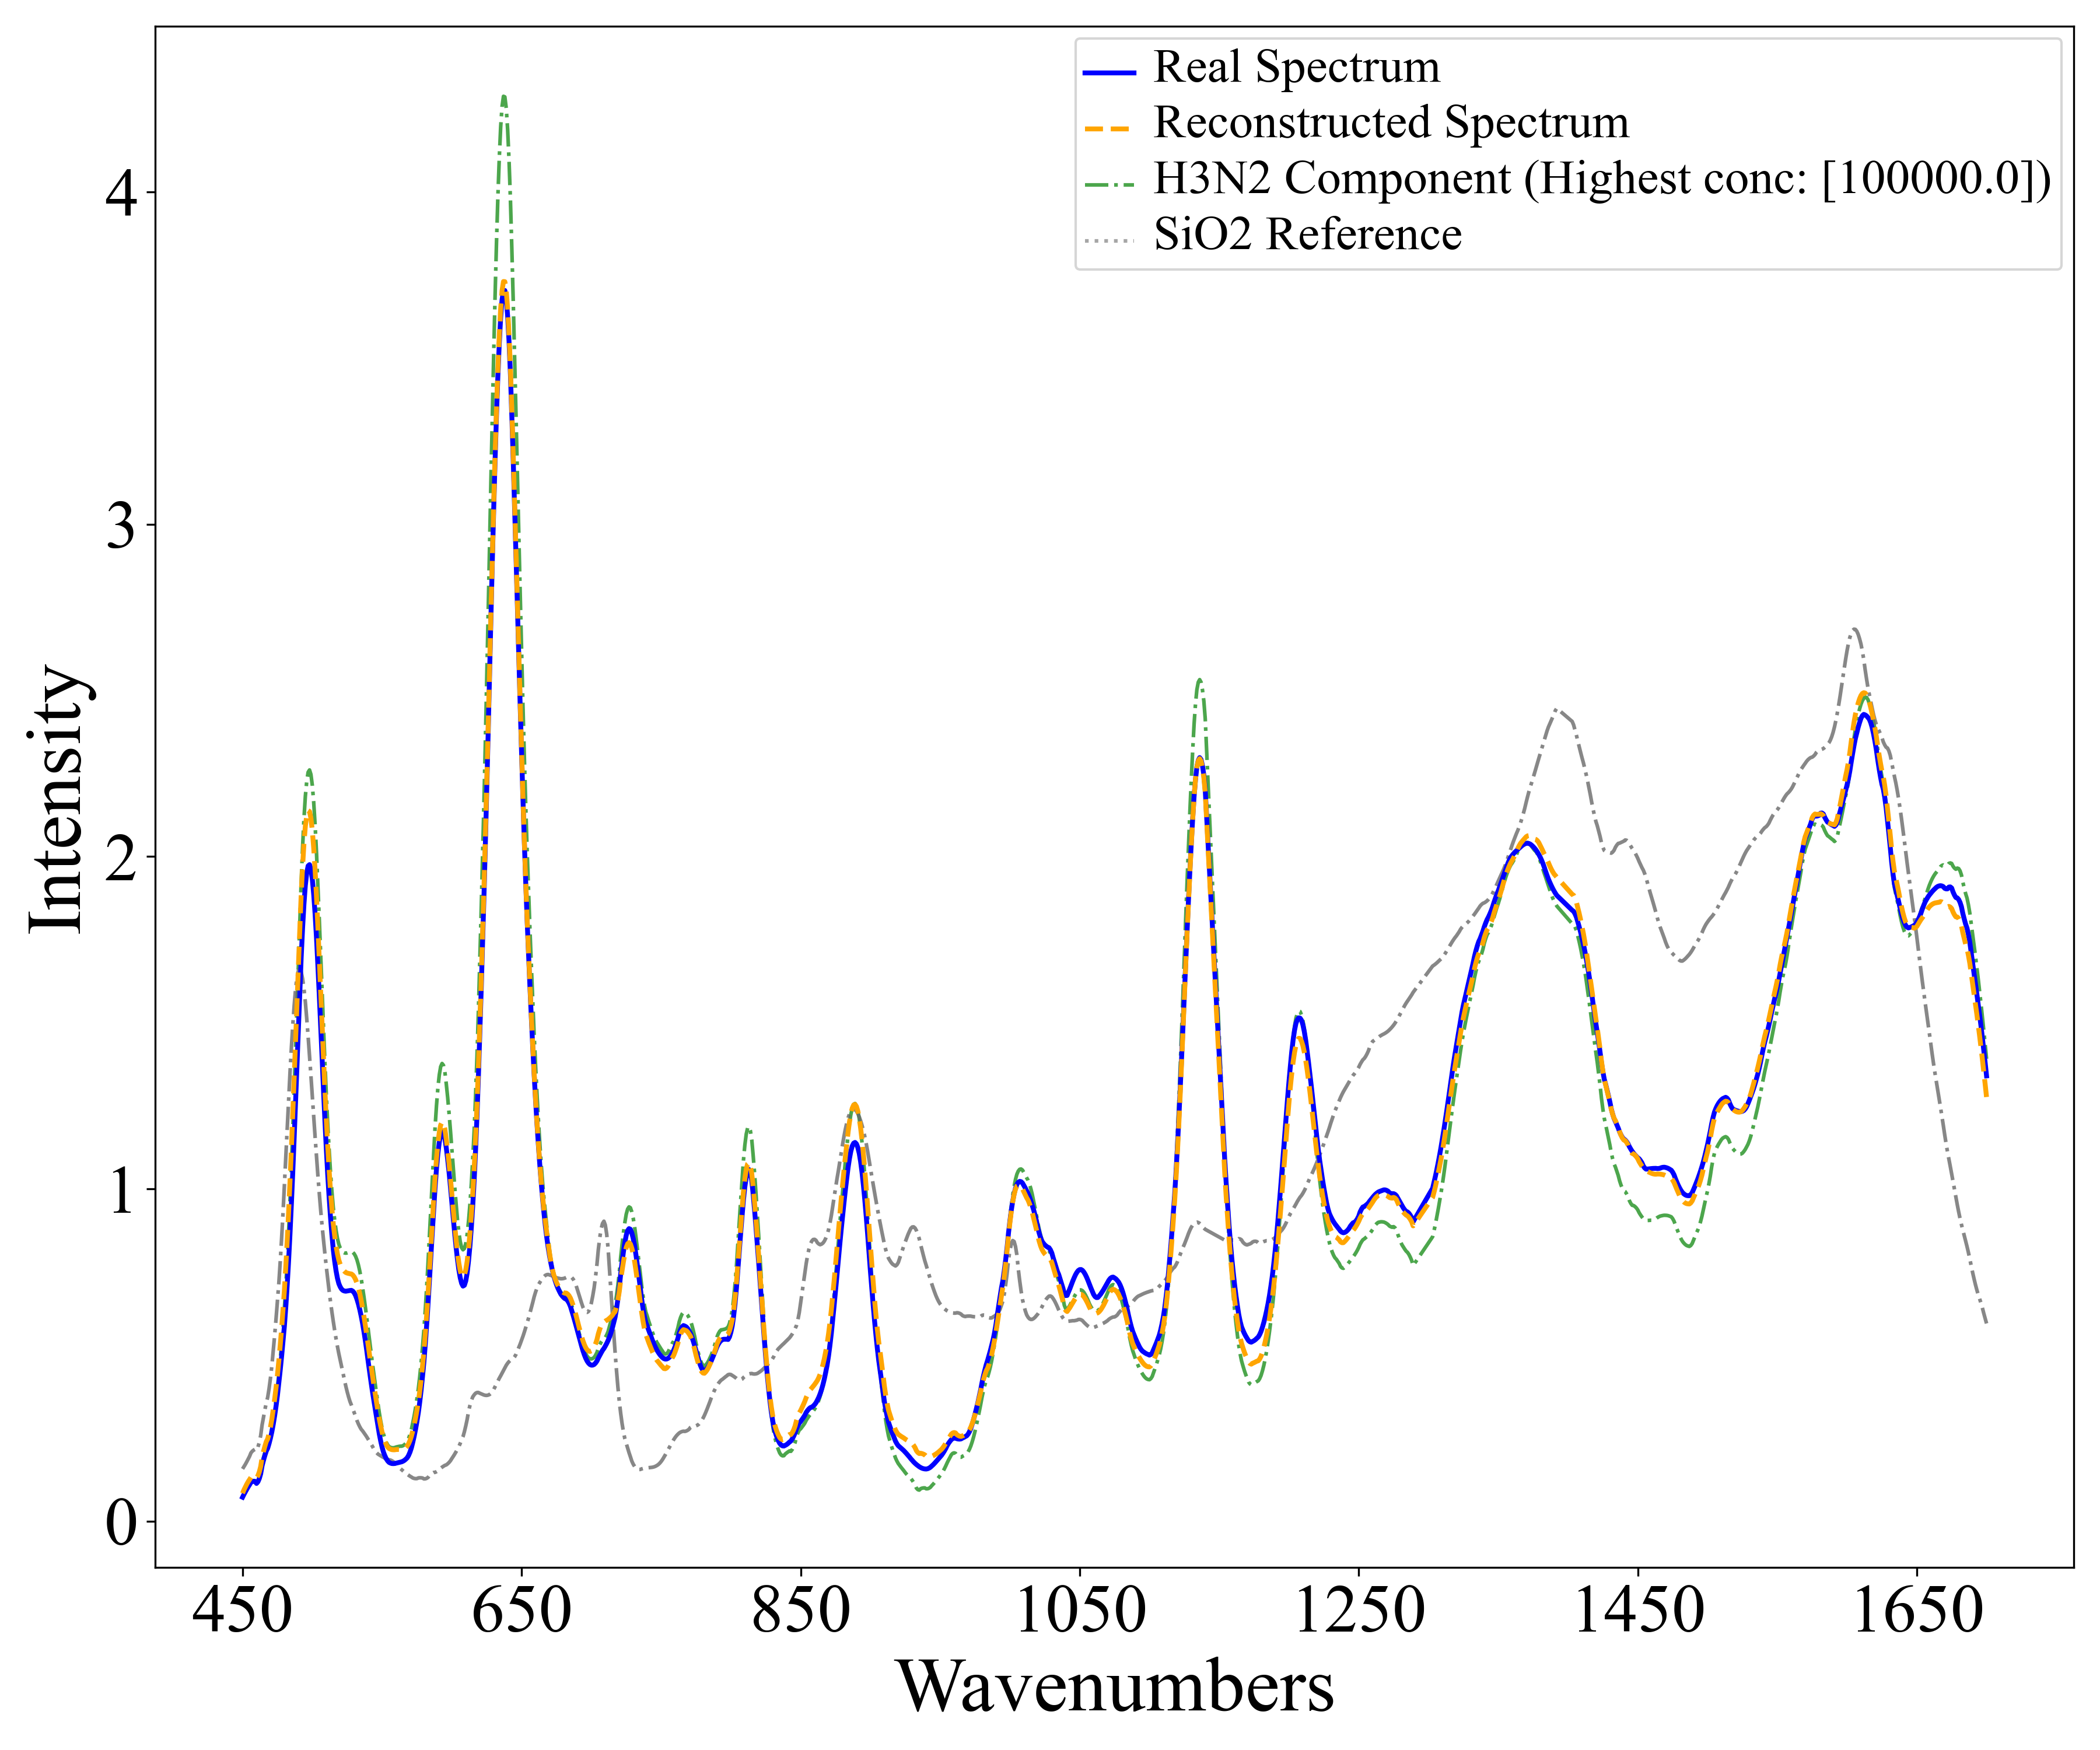 Real Spectrum
Reconstructed Spectrum
H3N2 Component (Highest conc: [100000.0])
SiO2 Reference
Intensity
4
3
2
1
0
450 650 850 1050 1250 1450 1650
Wavenumbers